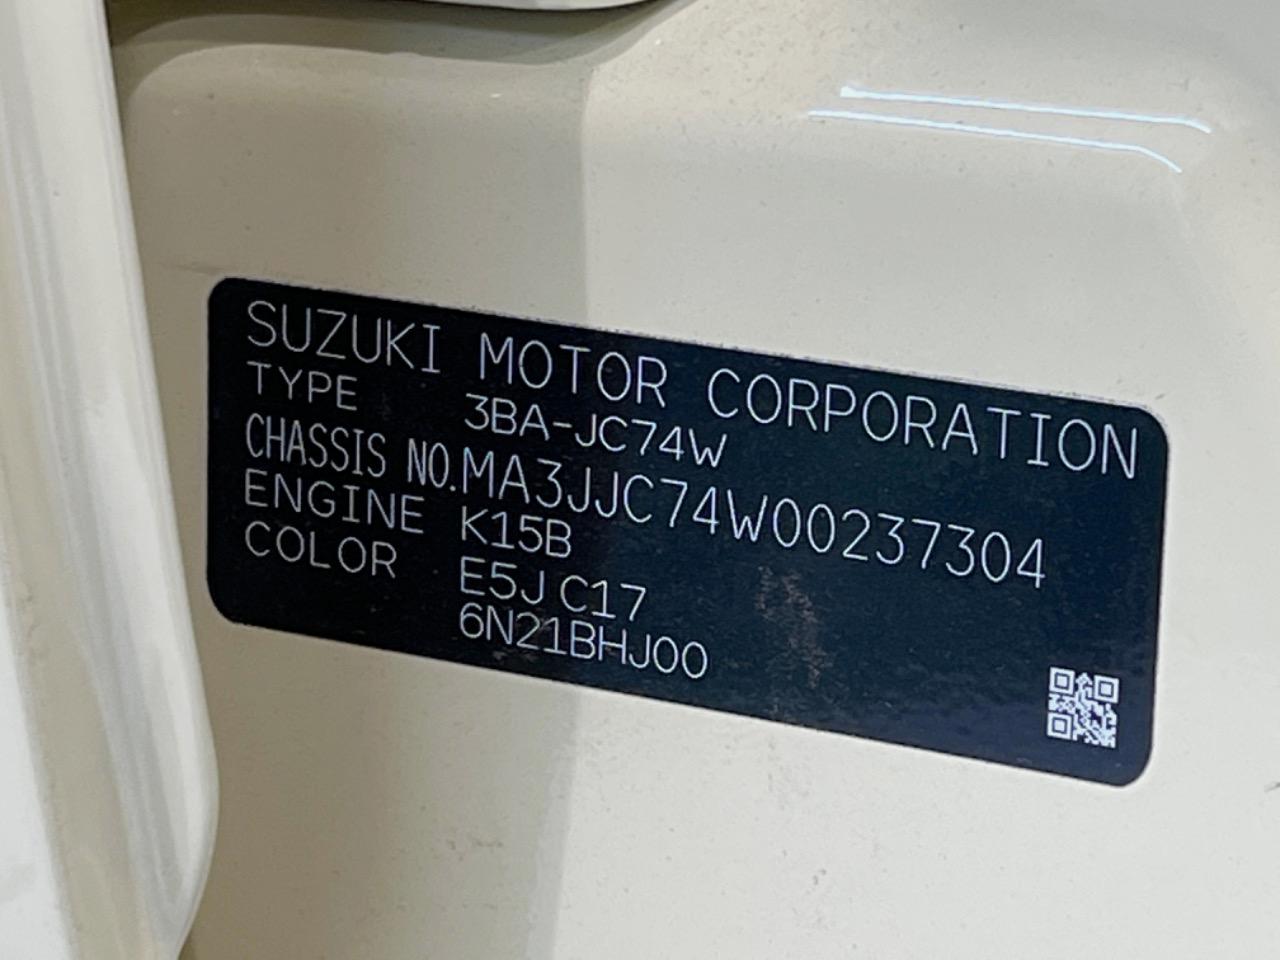 SUZUKI MOTOR CORPORATION
TYPE 3BA-JC74W
CHASSIS NO. MA3JJC74W00237304
ENGINE K15B
COLOR E5J C17
6N21BHJ00